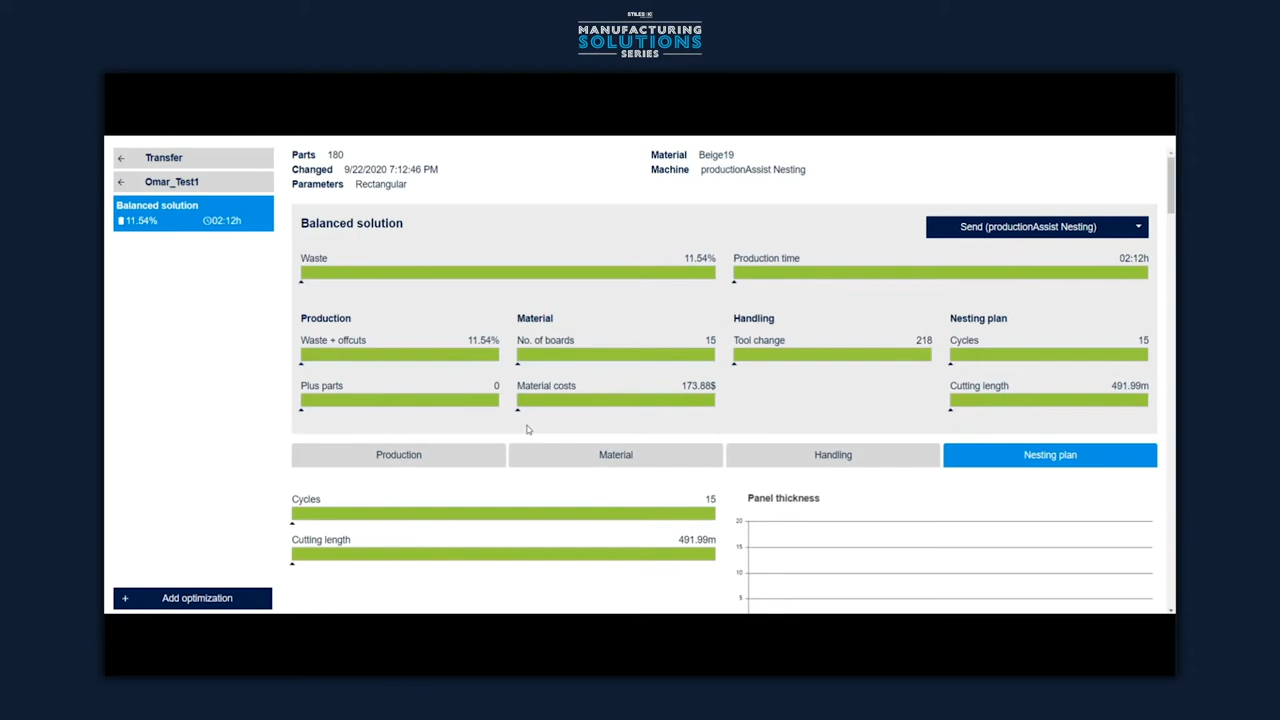 STILES
MANUFACTURING
SOLUTIONS
SERIES
Transfer
Omar_Test1
Balanced solution
11.54% 02:12h
Add optimization
Parts 180
Changed 9/22/2020 7:12:46 PM
Parameters Rectangular
Material Beige19
Machine productionAssist Nesting
Balanced solution
Send (productionAssist Nesting)
Waste 11.54%
Production time 02:12h
Production
Waste + offcuts 11.54%
Plus parts 0
Material
No. of boards 15
Material costs 173.88$
Handling
Tool change 218
Nesting plan
Cycles 15
Cutting length 491.99m
Production Material Handling Nesting plan
Cycles 15
Cutting length 491.99m
Panel thickness
20
15
10
5